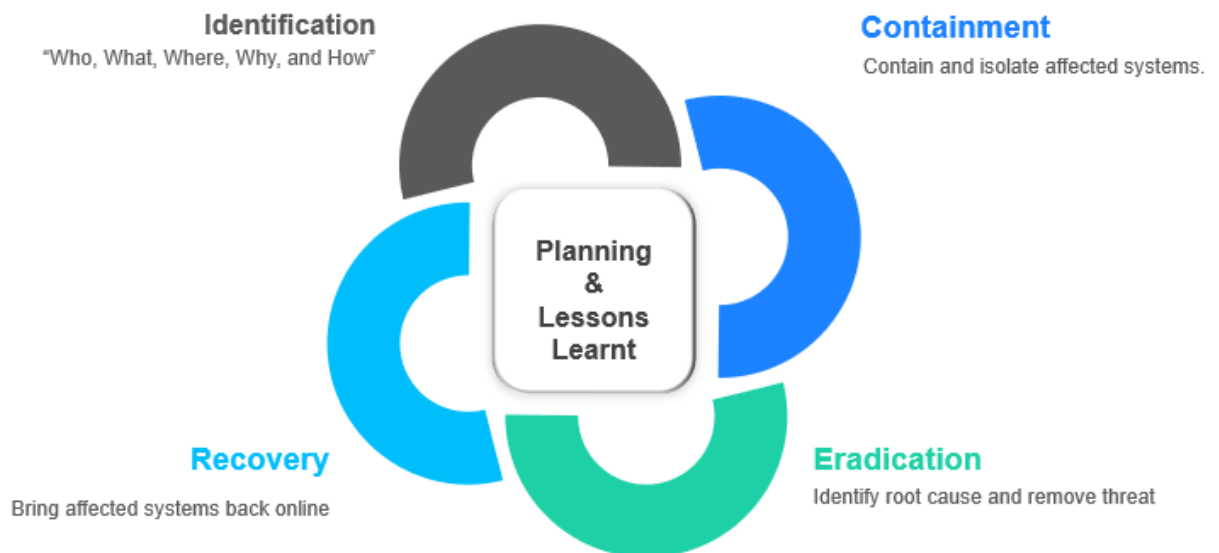 Identification
“Who, What, Where, Why, and How”
Containment
Contain and isolate affected systems.
Planning
&
Lessons
Learnt
Recovery
Bring affected systems back online
Eradication
Identify root cause and remove threat